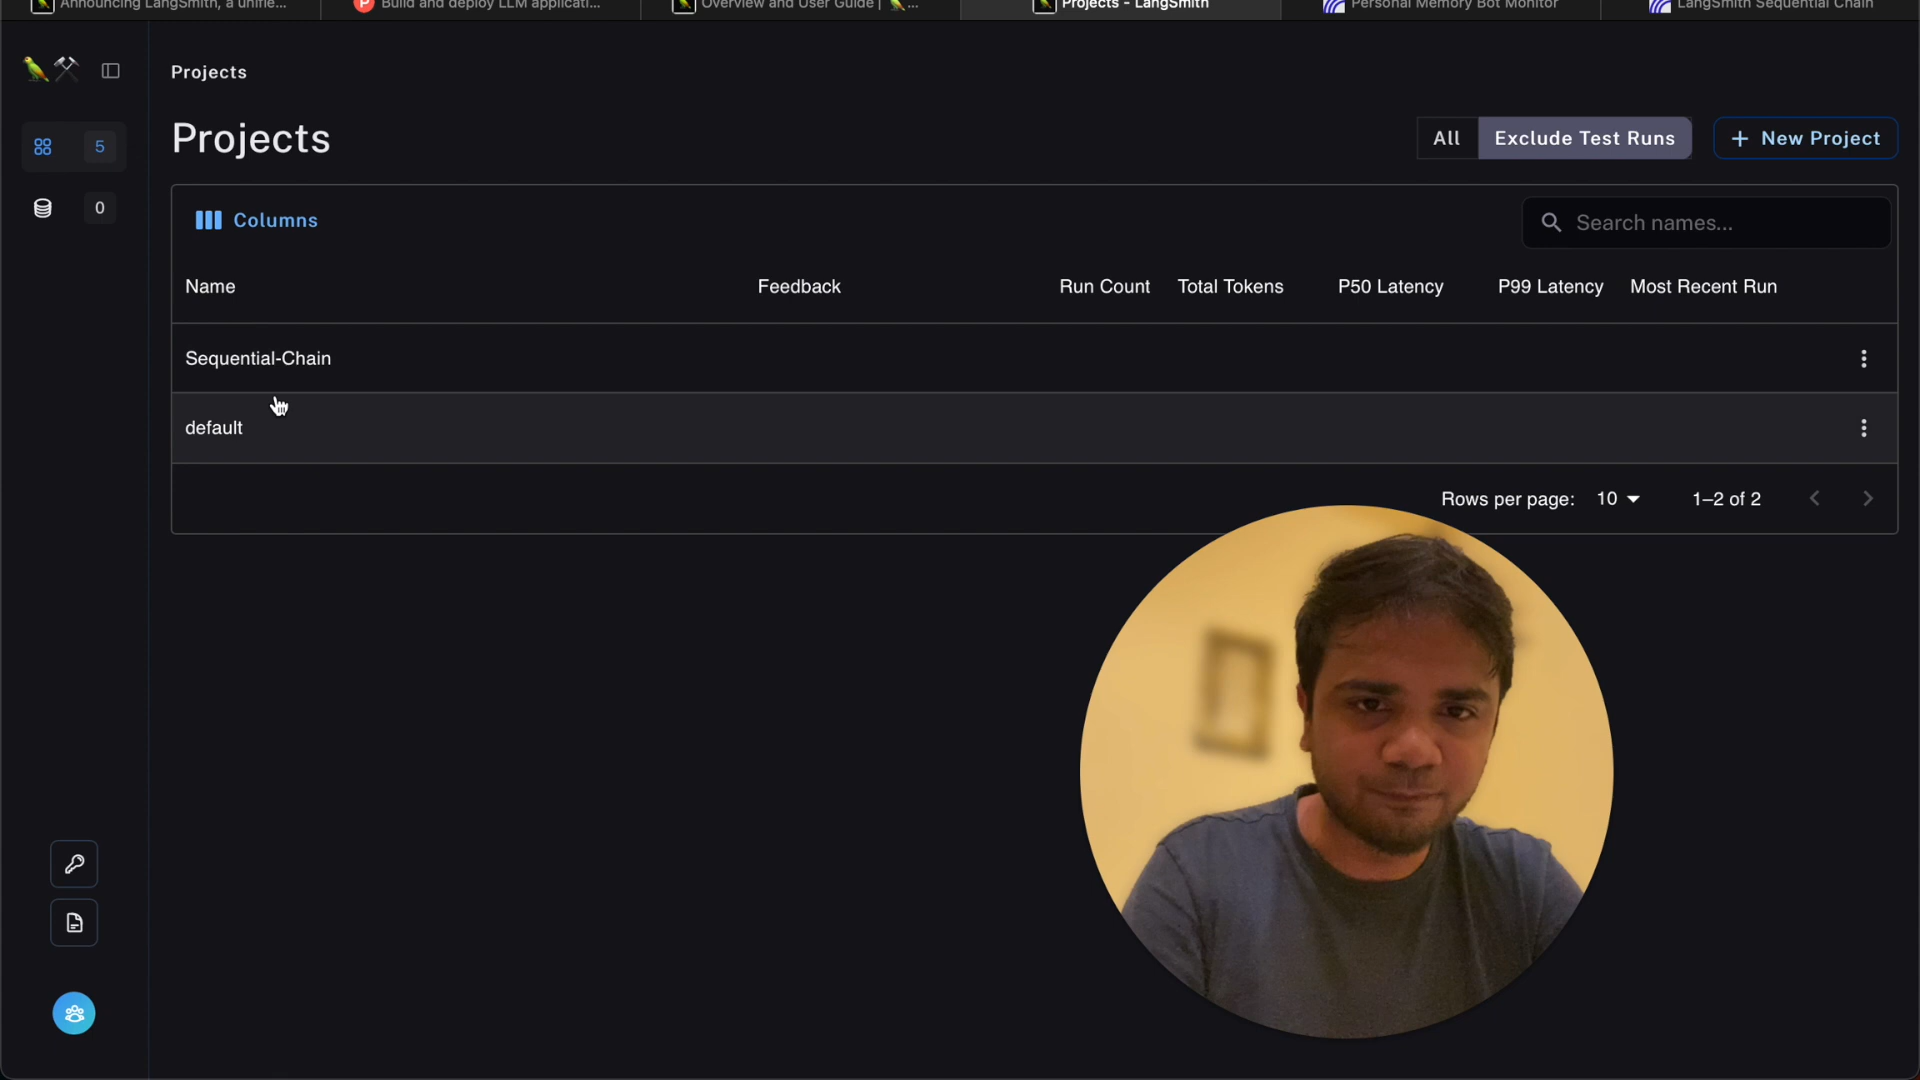 Announcing LangSmith, a unifie...
Build and deploy LLM applicati...
Overview and User Guide | ...
Projects - LangSmith
Personal Memory Bot Monitor
LangSmith Sequential Chain
Projects
5
0
Projects
All
Exclude Test Runs
+ New Project
Columns
Search names...
Name Feedback Run Count Total Tokens P50 Latency P99 Latency Most Recent Run
Sequential-Chain
default
Rows per page: 10 1–2 of 2